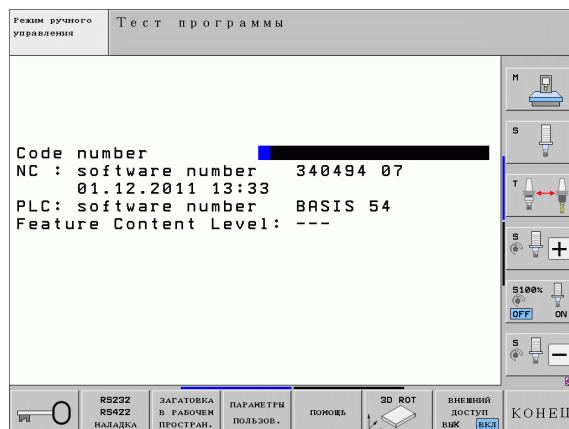 Режим ручного
управления
Тест программы
Code number
NC : software number 340494 07
01.12.2011 13:33
PLC: software number BASIS 54
Feature Content Level: ---
M
S
T
S
S100%
OFF ON
S
RS232
RS422
НАЛАДКА
ЗАГАТОВКА
В РАБОЧЕМ
ПРОСТРАН.
ПАРАМЕТРЫ
ПОЛЬЗОВ.
ПОМОЩЬ
3D ROT
ВНЕШНИЙ
ДОСТУП
ВЫК ВКЛ
КОНЕЦ